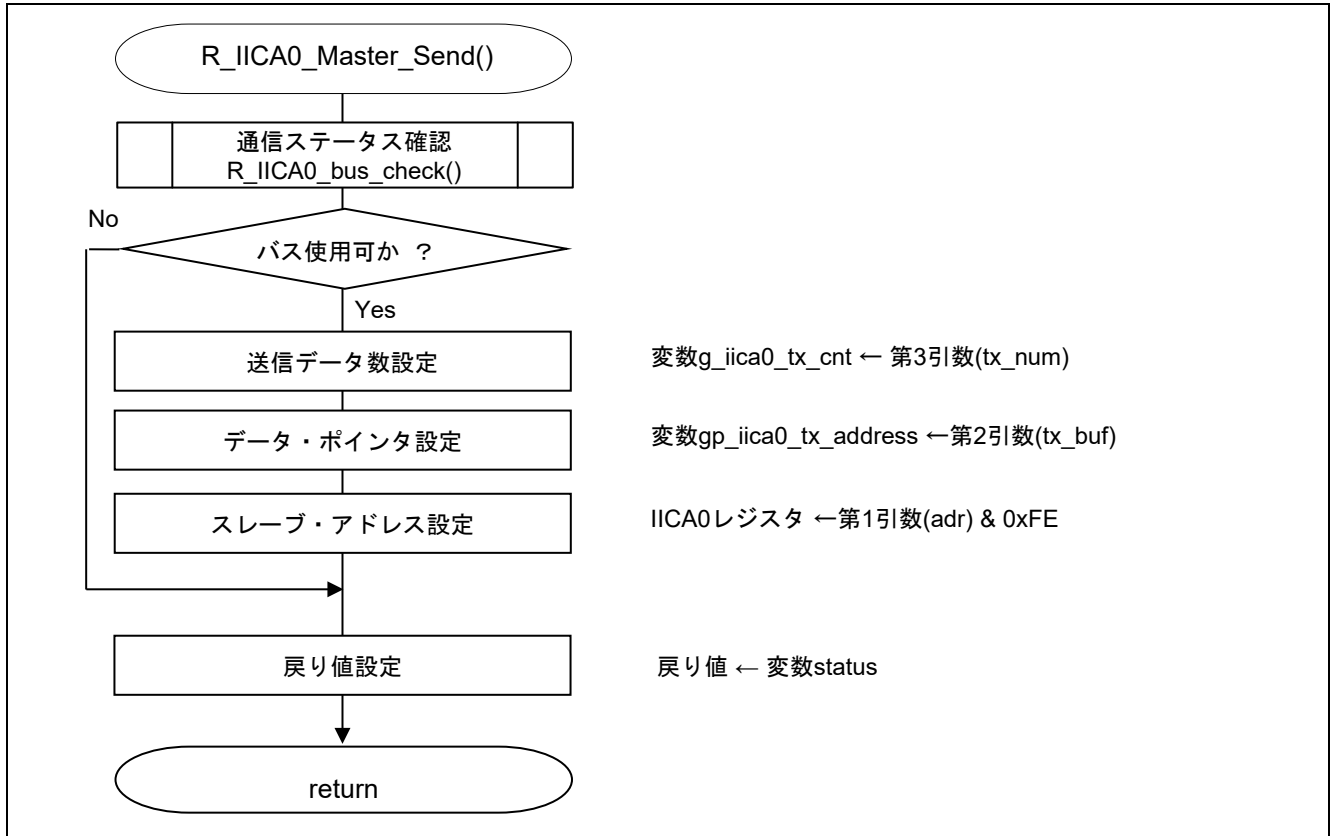 R_IICA0_Master_Send()
通信ステータス確認
R_IICA0_bus_check()
No
バス使用可か ？
Yes
送信データ数設定
変数g_iica0_tx_cnt ← 第3引数(tx_num)
データ・ポインタ設定
変数gp_iica0_tx_address ←第2引数(tx_buf)
スレーブ・アドレス設定
IICA0レジスタ ←第1引数(adr) & 0xFE
戻り値設定
戻り値 ← 変数status
return